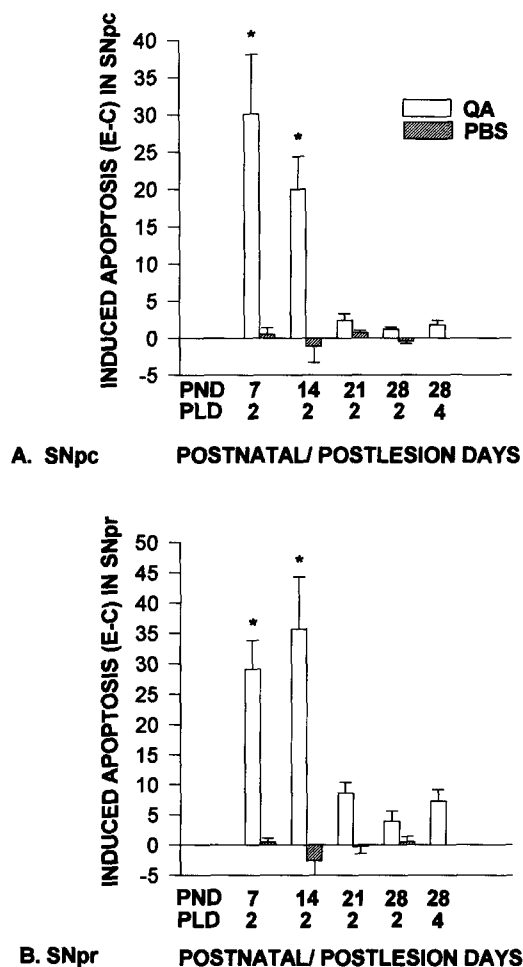 INDUCED APOPTOSIS (E-C) IN SNpc
40
35
30
25
20
15
10
5
0
-5
*
*
QA
PBS
PND 7 14 21 28 28
PLD 2 2 2 2 4
A. SNpc POSTNATAL/ POSTLESION DAYS
INDUCED APOPTOSIS (E-C) IN SNpr
50
45
40
35
30
25
20
15
10
5
0
-5
*
*
PND 7 14 21 28 28
PLD 2 2 2 2 4
B. SNpr POSTNATAL/ POSTLESION DAYS